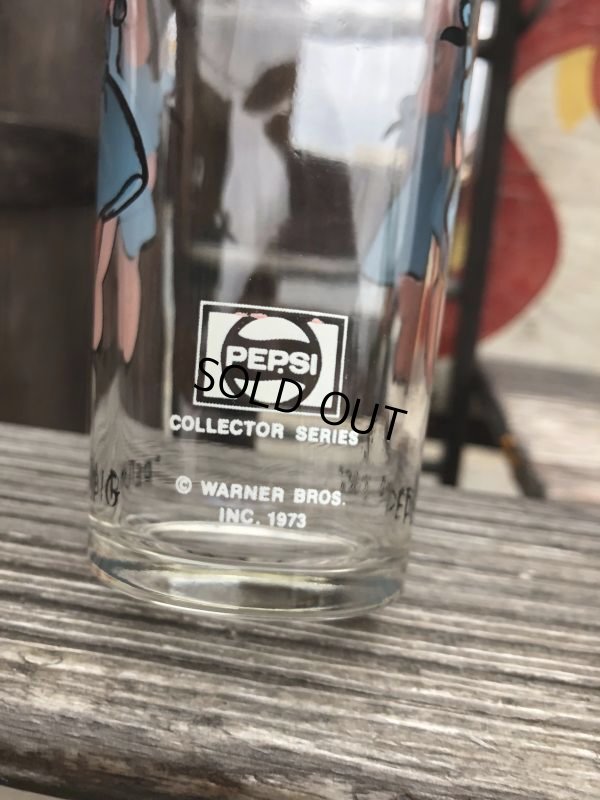 PEPSI
SOLD OUT
COLLECTOR SERIES
© WARNER BROS.
INC. 1973